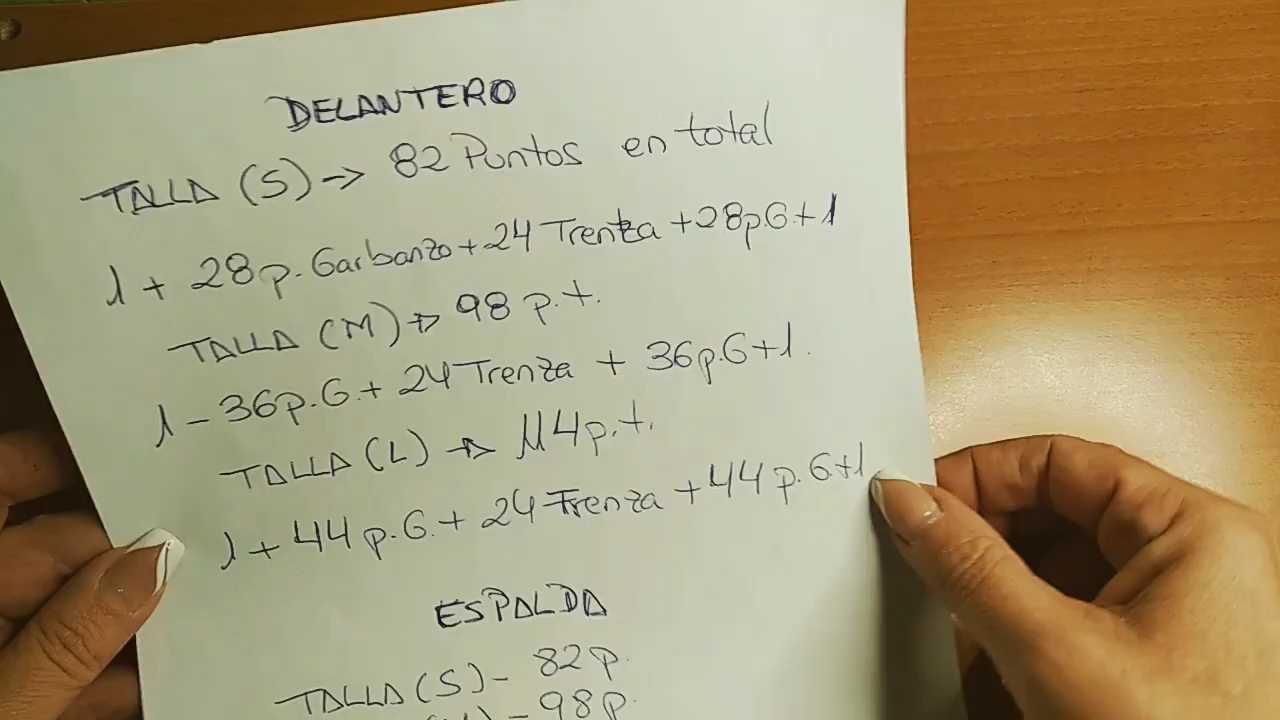 DELANTERO
TALLA (S) → 82 Puntos en total
1 + 28 p. Garbanzo + 24 Trenza + 28 p.G + 1
TALLA (M) → 98 p.t.
1 - 36 p.G. + 24 Trenza + 36 p.G + 1.
TALLA (L) → 114 p.t.
1 + 44 p.G. + 24 Trenza + 44 p.G + 1
ESPALDA
TALLA (S) - 82 p.
- 98 p.